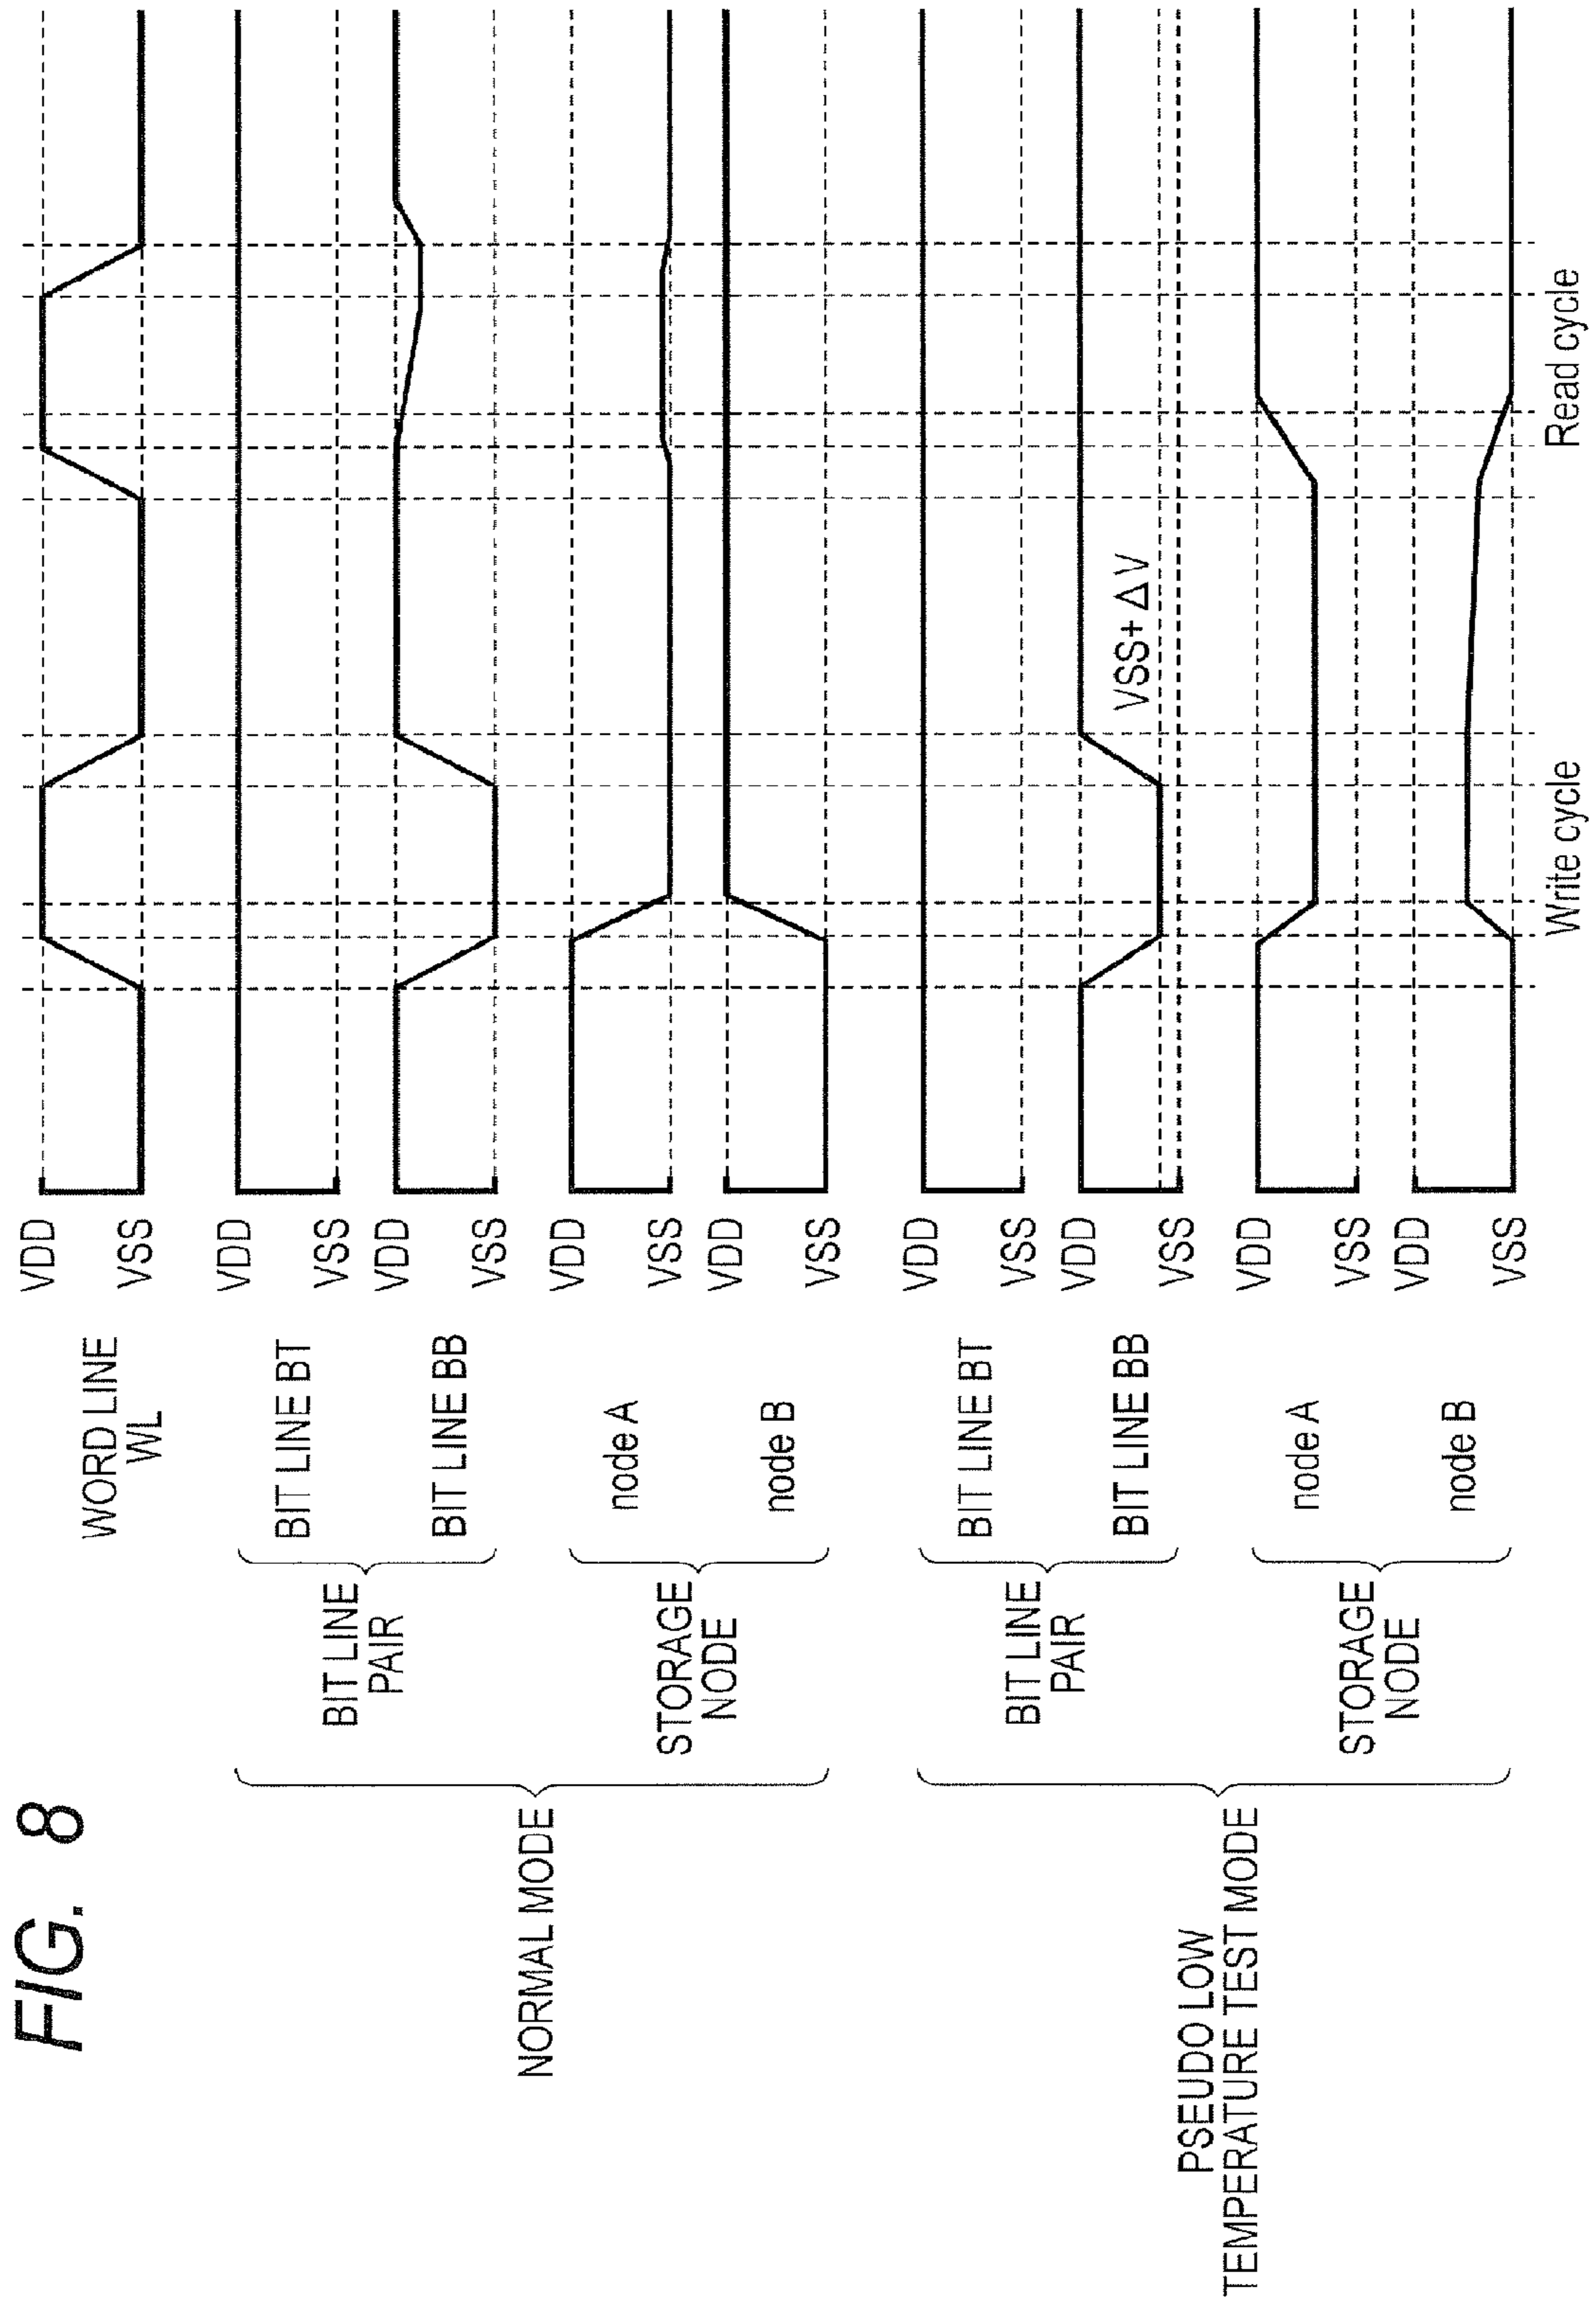 FIG. 8
WORD LINE
WL
VDD
VSS
NORMAL MODE
BIT LINE
PAIR
BIT LINE BT
VDD
VSS
BIT LINE BB
VDD
VSS
STORAGE
NODE
node A
VDD
VSS
node B
VDD
VSS
PSEUDO LOW
TEMPERATURE TEST MODE
BIT LINE
PAIR
BIT LINE BT
VDD
VSS
BIT LINE BB
VDD
VSS
VSS+ΔV
STORAGE
NODE
node A
VDD
VSS
node B
VDD
VSS
Write cycle
Read cycle